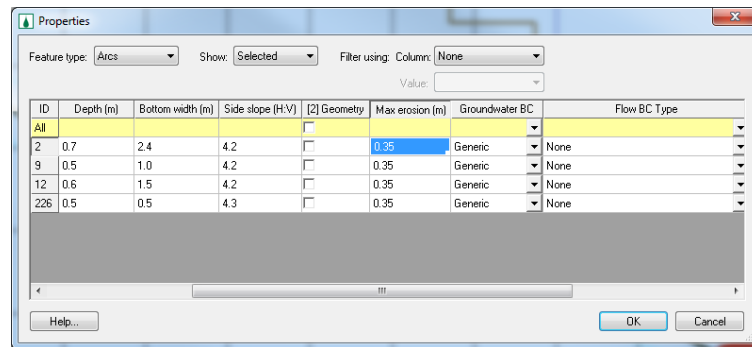 Properties
Feature type: Arcs Show: Selected Filter using: Column: None
Value:
ID Depth (m) Bottom width (m) Side slope (H:V) [2] Geometry Max erosion (m) Groundwater BC Flow BC Type
All
2 0.7 2.4 4.2 0.35 Generic None
9 0.5 1.0 4.2 0.35 Generic None
12 0.6 1.5 4.2 0.35 Generic None
226 0.5 0.5 4.3 0.35 Generic None
Help... OK Cancel